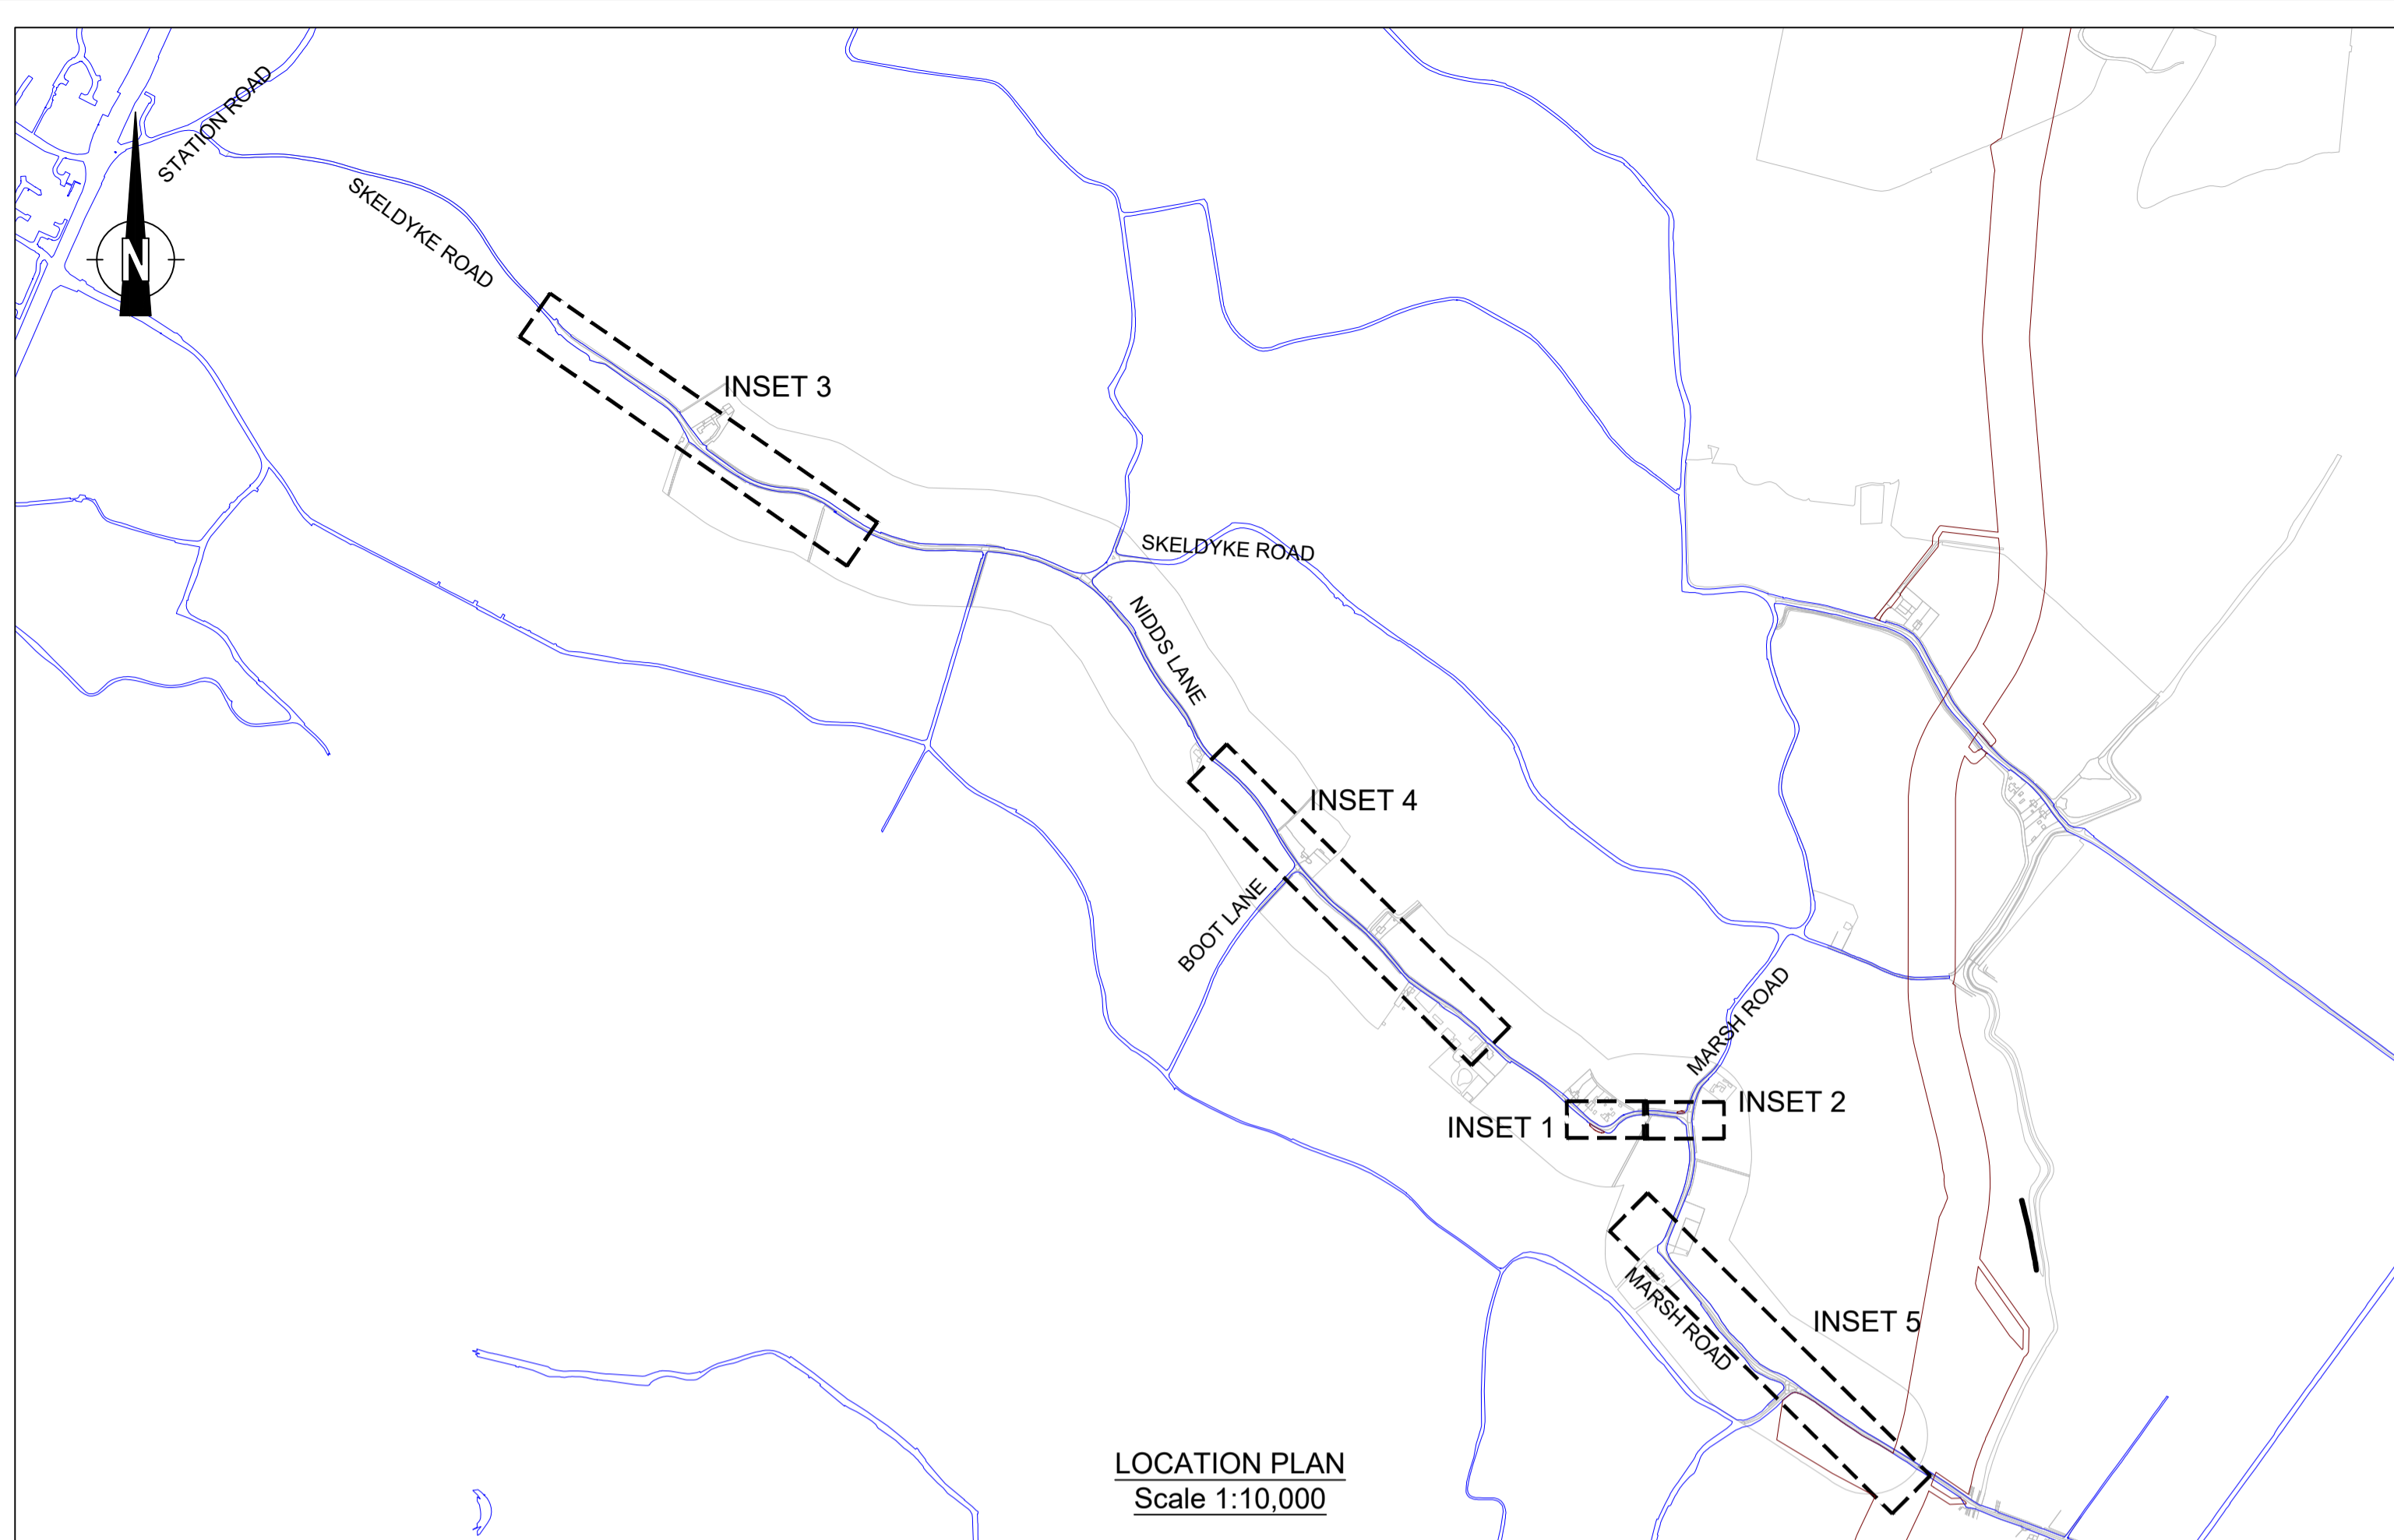 STATION ROAD
SKELDYKE ROAD
N
INSET 3
SKELDYKE ROAD
NIDDS LANE
INSET 4
BOOT LANE
MARSH ROAD
INSET 2
INSET 1
INSET 5
MARSH ROAD
LOCATION PLAN
Scale 1:10,000